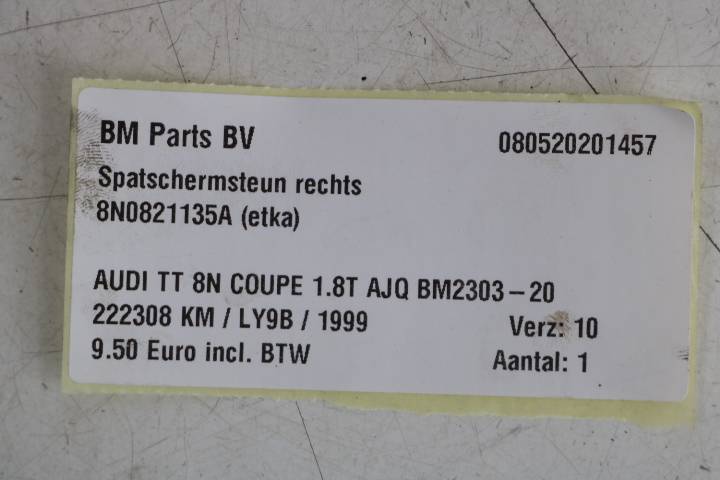 BM Parts BV 080520201457
Spatschermsteun rechts
8N0821135A (etka)
AUDI TT 8N COUPE 1.8T AJQ BM2303-20
222308 KM / LY9B / 1999 Verz: 10
9.50 Euro incl. BTW Aantal: 1